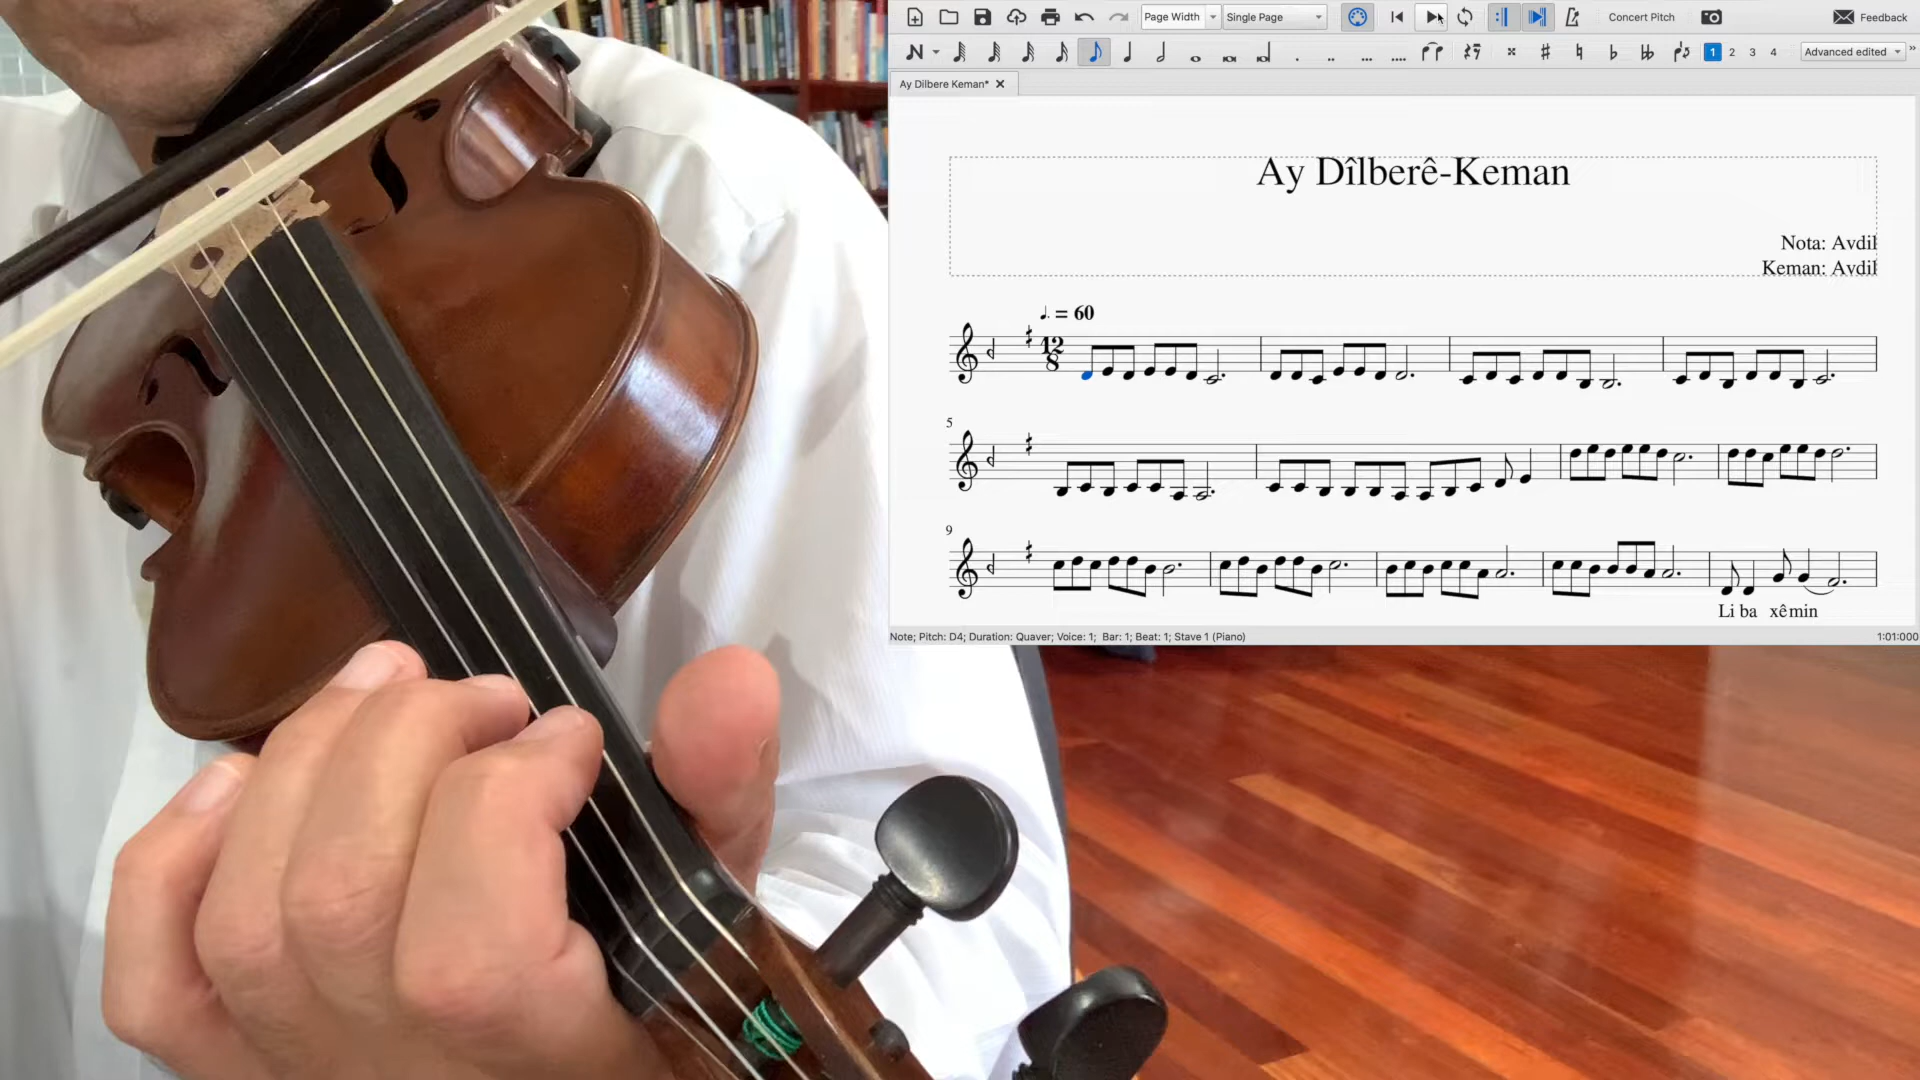 Page Width Single Page Concert Pitch Feedback
1 2 3 4 Advanced edited
Ay Dilbere Keman*
Ay Dîlberê-Keman
Nota: Avdil
Keman: Avdil
= 60
12
8
5
9
Li ba xêmin
Note; Pitch: D4; Duration: Quaver; Voice: 1; Bar: 1; Beat: 1; Stave 1 (Piano)
1:01:000